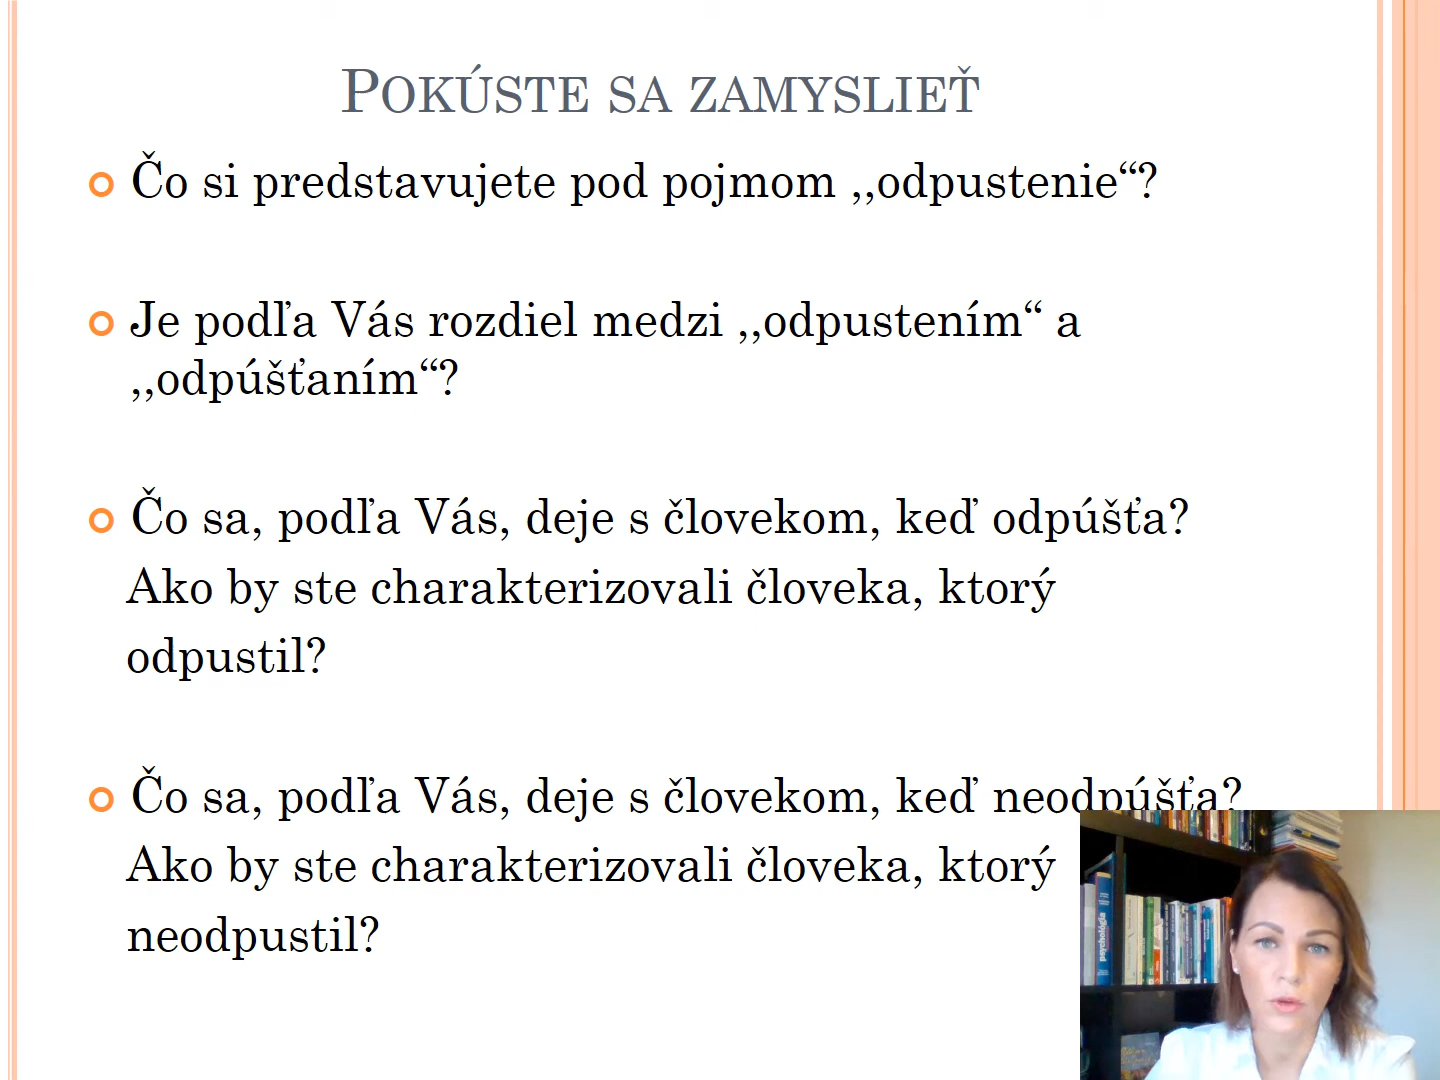 POKÚSTE SA ZAMYSLIEŤ
Čo si predstavujete pod pojmom ,,odpustenie“?
Je podľa Vás rozdiel medzi ,,odpustením“ a
,,odpúšťaním“?
Čo sa, podľa Vás, deje s človekom, keď odpúšťa?
Ako by ste charakterizovali človeka, ktorý
odpustil?
Čo sa, podľa Vás, deje s človekom, keď neodpúšťa?
Ako by ste charakterizovali človeka, ktorý
neodpustil?
psychológia